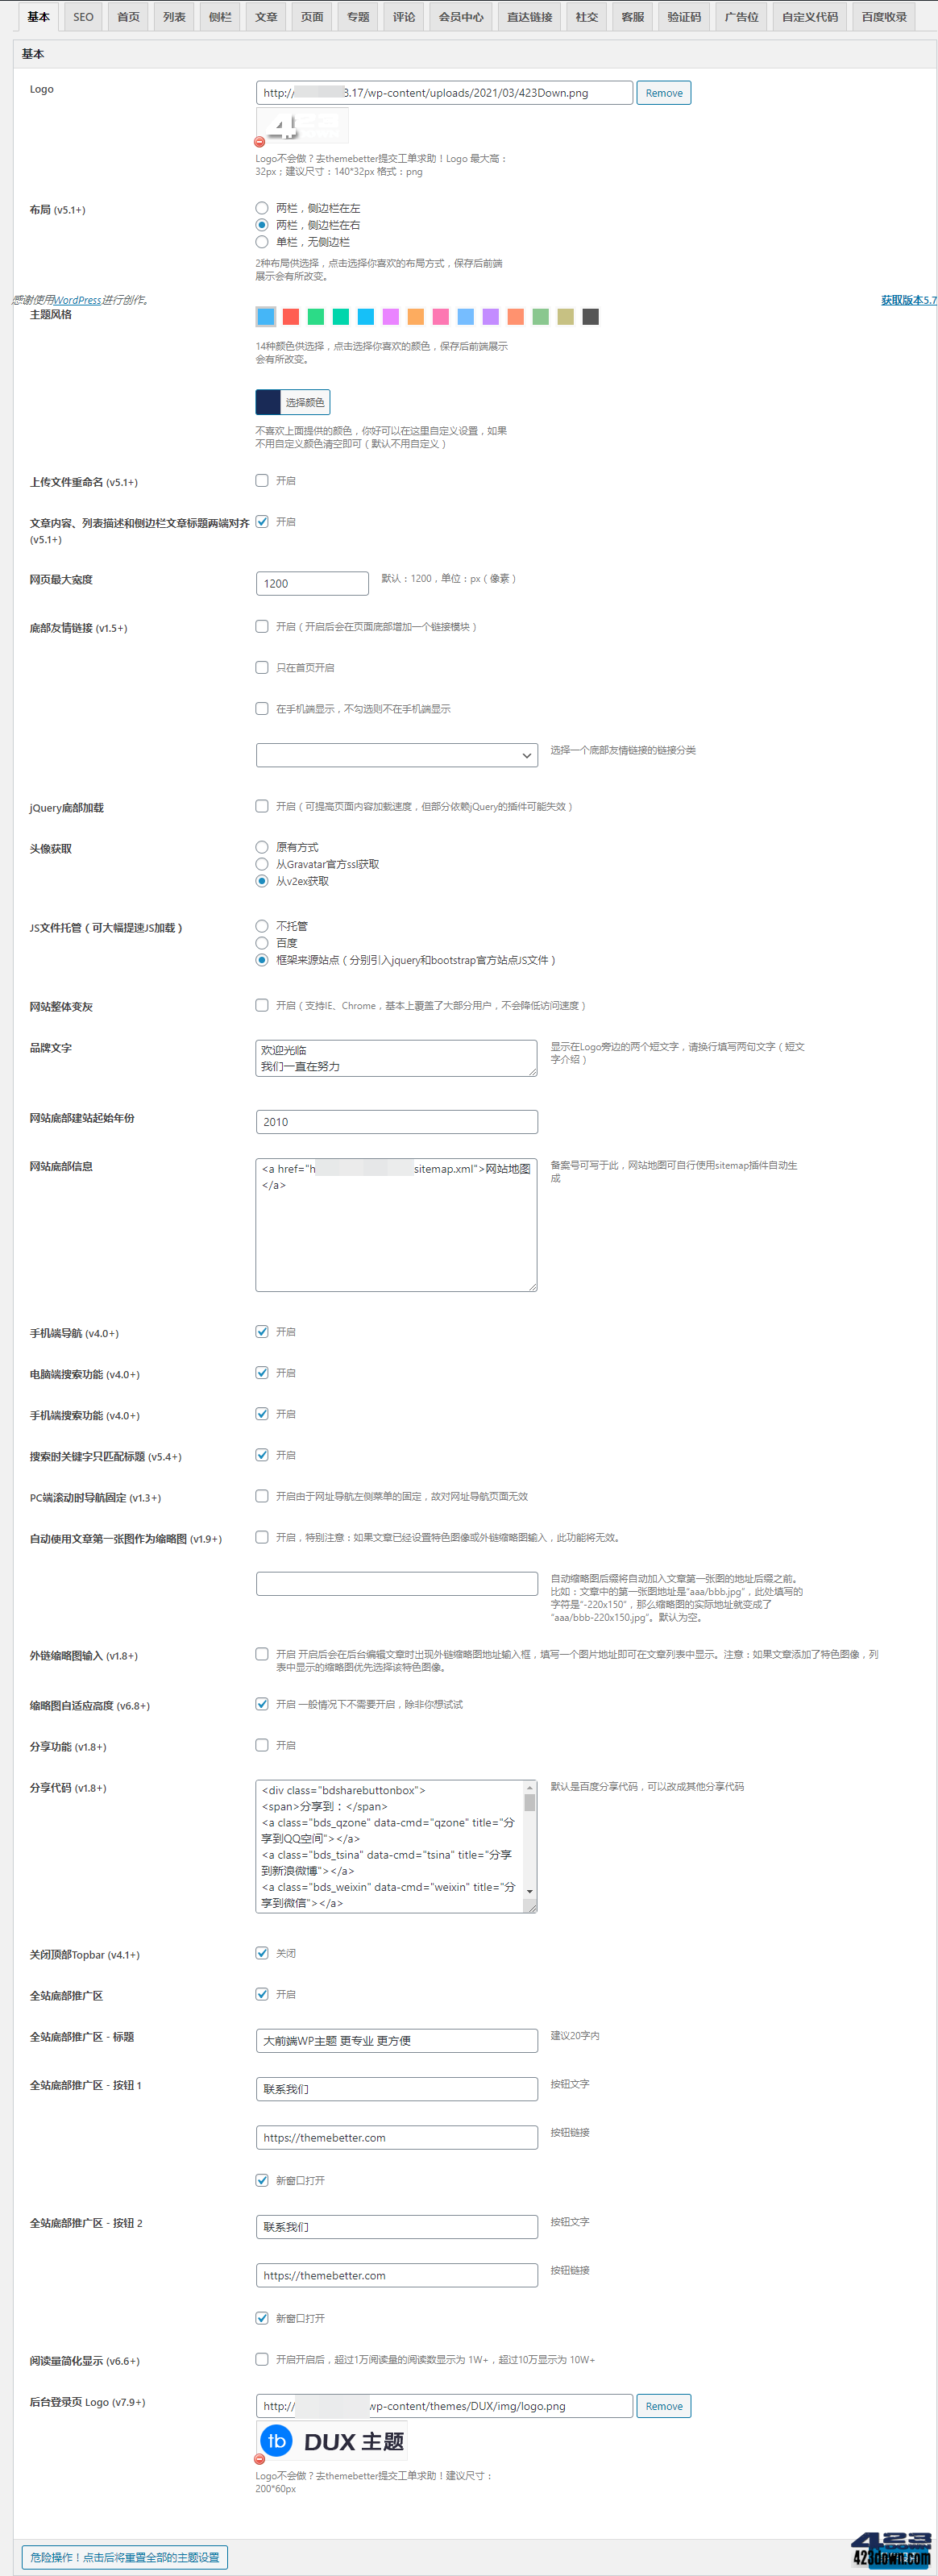 基本 SEO 首页 列表 侧栏 文章 页面 专题 评论 会员中心 直达链接 社交 客服 验证码 广告位 自定义代码 百度收录
基本
Logo
http:// 3.17/wp-content/uploads/2021/03/423Down.png Remove
423
Logo不会做？去themebetter提交工单求助！Logo 最大高：
32px；建议尺寸：140*32px 格式：png
布局 (v5.1+)
两栏，侧边栏在左
两栏，侧边栏在右
单栏，无侧边栏
2种布局供选择，点击选择你喜欢的布局方式，保存后前端
展示会有所改变。
感谢使用WordPress进行创作。 获取版本5.7
主题风格
14种颜色供选择，点击选择你喜欢的颜色，保存后前端展示
会有所改变。
选择颜色
不喜欢上面提供的颜色，你好可以在这里自定义设置，如果
不用自定义颜色清空即可（默认不用自定义）
上传文件重命名 (v5.1+) 开启
文章内容、列表描述和侧边栏文章标题两端对齐 开启
(v5.1+)
网页最大宽度 1200 默认：1200，单位：px（像素）
底部友情链接 (v1.5+) 开启（开启后会在页面底部增加一个链接模块）
只在首页开启
在手机端显示，不勾选则不在手机端显示
选择一个底部友情链接的链接分类
jQuery底部加载 开启（可提高页面内容加载速度，但部分依赖jQuery的插件可能失效）
头像获取 原有方式
从Gravatar官方ssl获取
从v2ex获取
JS文件托管（可大幅提速JS加载） 不托管
百度
框架来源站点（分别引入jquery和bootstrap官方站点JS文件）
网站整体变灰 开启（支持IE、Chrome，基本上覆盖了大部分用户，不会降低访问速度）
品牌文字
欢迎光临
我们一直在努力
显示在Logo旁边的两个短文字，请换行填写两句文字（短文
字介绍）
网站底部建站起始年份 2010
网站底部信息
<a href="h sitemap.xml">网站地图
</a>
备案号可写于此，网站地图可自行使用sitemap插件自动生
成
手机端导航 (v4.0+) 开启
电脑端搜索功能 (v4.0+) 开启
手机端搜索功能 (v4.0+) 开启
搜索时关键字只匹配标题 (v5.4+) 开启
PC端滚动时导航固定 (v1.3+) 开启由于网址导航左侧菜单的固定，故对网址导航页面无效
自动使用文章第一张图作为缩略图 (v1.9+) 开启，特别注意：如果文章已经设置特色图像或外链缩略图输入，此功能将无效。
自动缩略图后缀将自动加入文章第一张图的地址后缀之前。
比如：文章中的第一张图地址是"aaa/bbb.jpg"，此处填写的
字符是"-220x150"，那么缩略图的实际地址就变成了
"aaa/bbb-220x150.jpg"。默认为空。
外链缩略图输入 (v1.8+) 开启 开启后会在后台编辑文章时出现外链缩略图地址输入框，填写一个图片地址即可在文章列表中显示。注意：如果文章添加了特色图像，列
表中显示的缩略图优先选择该特色图像。
缩略图自适应高度 (v6.8+) 开启 一般情况下不需要开启，除非你想试试
分享功能 (v1.8+) 开启
分享代码 (v1.8+)
<div class="bdsharebuttonbox">
<span>分享到：</span>
<a class="bds_qzone" data-cmd="qzone" title="分
享到QQ空间"></a>
<a class="bds_tsina" data-cmd="tsina" title="分享
到新浪微博"></a>
<a class="bds_weixin" data-cmd="weixin" title="分
享到微信"></a>
默认是百度分享代码，可以改成其他分享代码
关闭顶部Topbar (v4.1+) 关闭
全站底部推广区 开启
全站底部推广区 - 标题 大前端WP主题 更专业 更方便 建议20字内
全站底部推广区 - 按钮 1 联系我们 按钮文字
https://themebetter.com 按钮链接
新窗口打开
全站底部推广区 - 按钮 2 联系我们 按钮文字
https://themebetter.com 按钮链接
新窗口打开
阅读量简化显示 (v6.6+) 开启开启后，超过1万阅读量的阅读数显示为 1W+，超过10万显示为 10W+
后台登录页 Logo (v7.9+) http:// wp-content/themes/DUX/img/logo.png Remove
tb DUX 主题
Logo不会做？去themebetter提交工单求助！建议尺寸：
200*60px
危险操作！点击后将重置全部的主题设置
423
423down.com